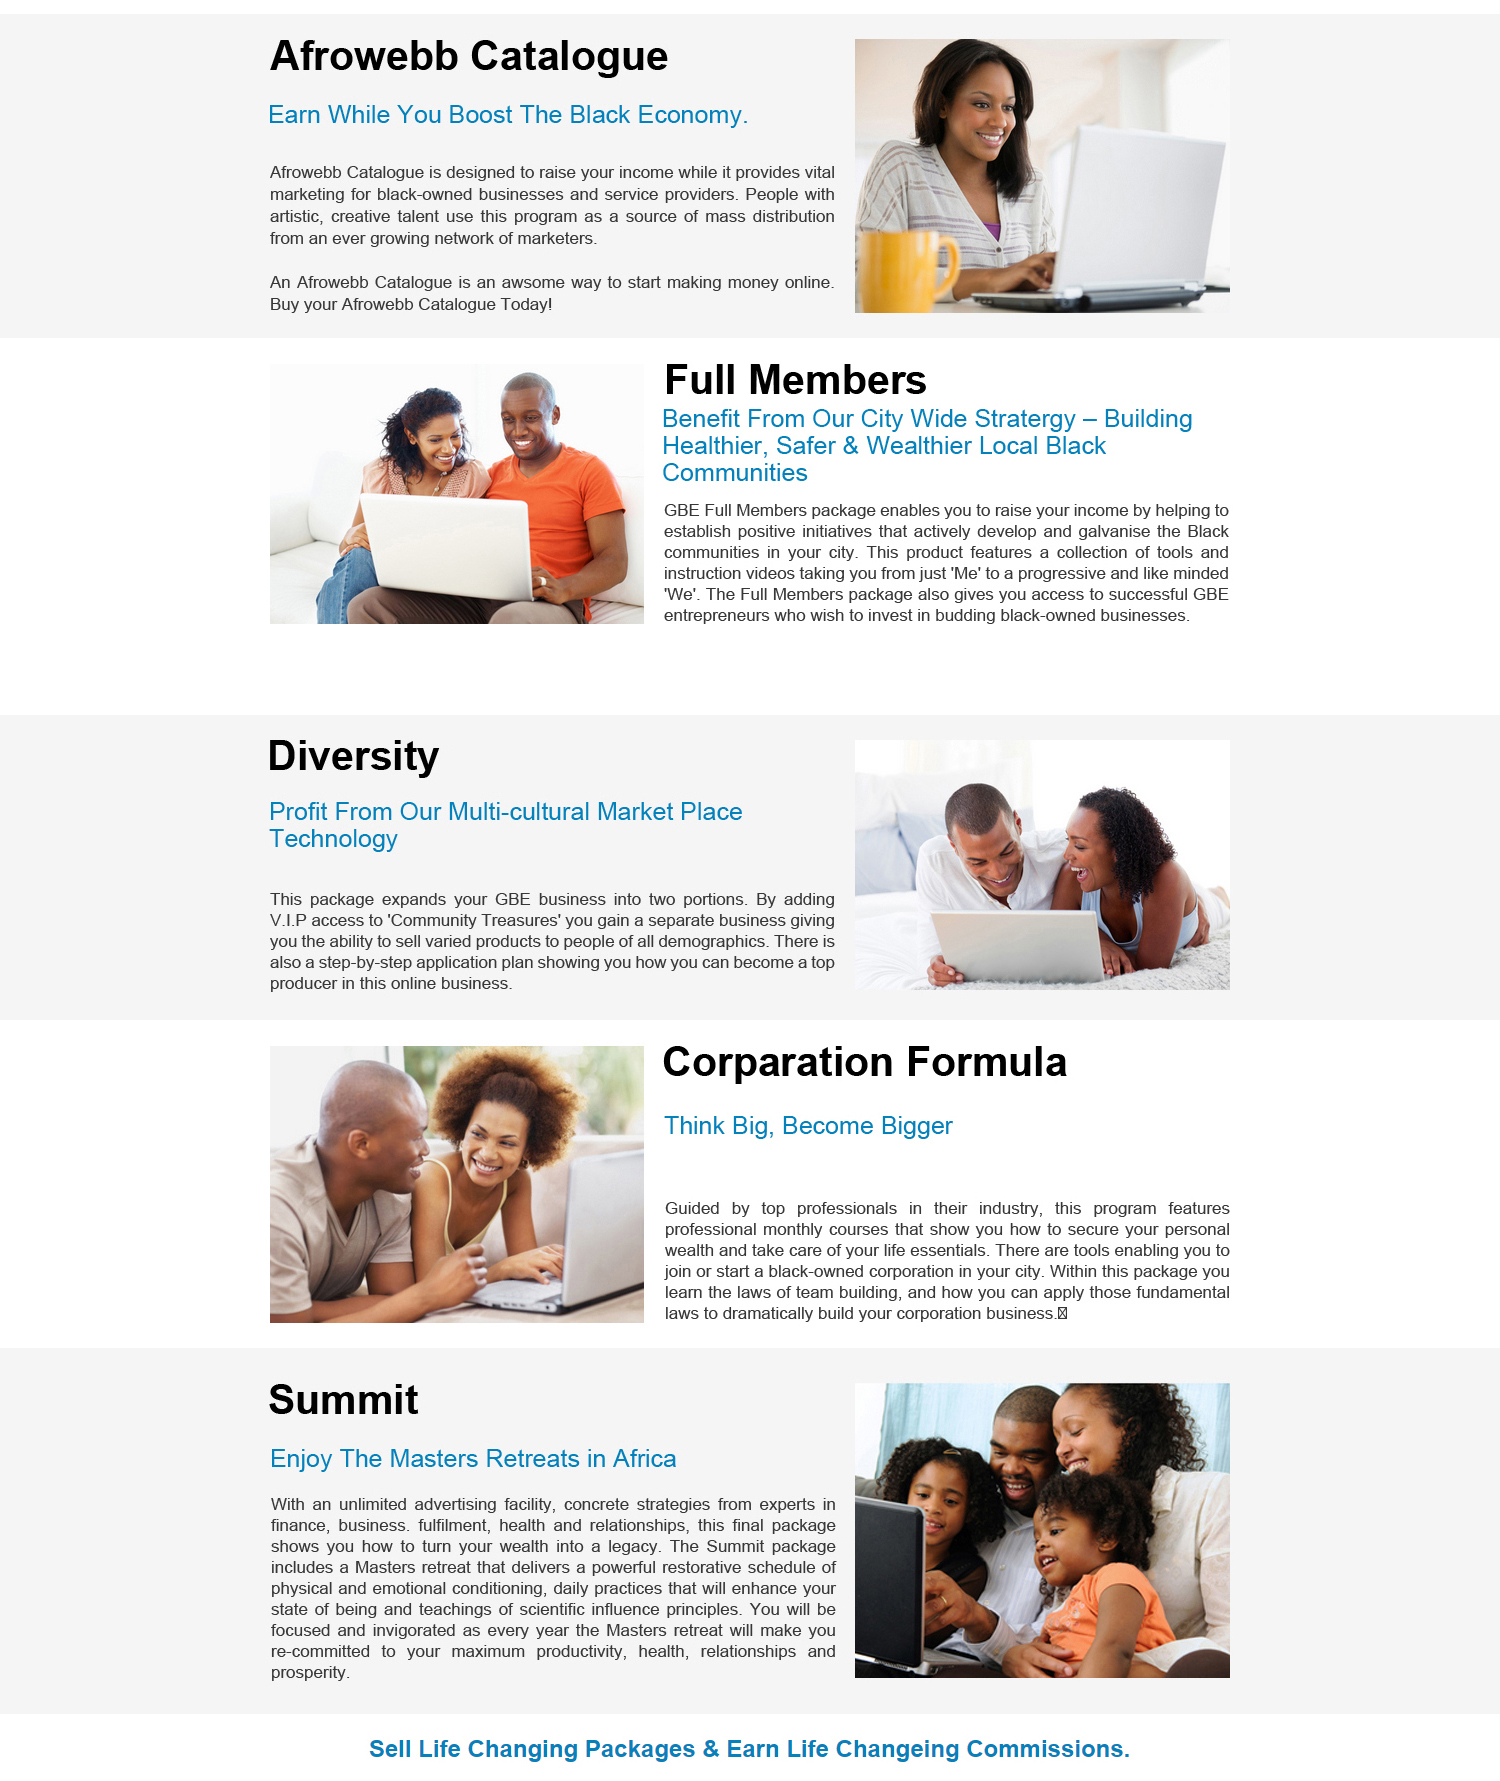 Afrowebb Catalogue
Earn While You Boost The Black Economy.
Afrowebb Catalogue is designed to raise your income while it provides vital
marketing for black-owned businesses and service providers. People with
artistic, creative talent use this program as a source of mass distribution
from an ever growing network of marketers.
An Afrowebb Catalogue is an awsome way to start making money online.
Buy your Afrowebb Catalogue Today!
Full Members
Benefit From Our City Wide Stratergy – Building
Healthier, Safer & Wealthier Local Black
Communities
GBE Full Members package enables you to raise your income by helping to
establish positive initiatives that actively develop and galvanise the Black
communities in your city. This product features a collection of tools and
instruction videos taking you from just 'Me' to a progressive and like minded
'We'. The Full Members package also gives you access to successful GBE
entrepreneurs who wish to invest in budding black-owned businesses.
Diversity
Profit From Our Multi-cultural Market Place
Technology
This package expands your GBE business into two portions. By adding
V.I.P access to 'Community Treasures' you gain a separate business giving
you the ability to sell varied products to people of all demographics. There is
also a step-by-step application plan showing you how you can become a top
producer in this online business.
Corparation Formula
Think Big, Become Bigger
Guided by top professionals in their industry, this program features
professional monthly courses that show you how to secure your personal
wealth and take care of your life essentials. There are tools enabling you to
join or start a black-owned corporation in your city. Within this package you
learn the laws of team building, and how you can apply those fundamental
laws to dramatically build your corporation business.
Summit
Enjoy The Masters Retreats in Africa
With an unlimited advertising facility, concrete strategies from experts in
finance, business. fulfilment, health and relationships, this final package
shows you how to turn your wealth into a legacy. The Summit package
includes a Masters retreat that delivers a powerful restorative schedule of
physical and emotional conditioning, daily practices that will enhance your
state of being and teachings of scientific influence principles. You will be
focused and invigorated as every year the Masters retreat will make you
re-committed to your maximum productivity, health, relationships and
prosperity.
Sell Life Changing Packages & Earn Life Changeing Commissions.